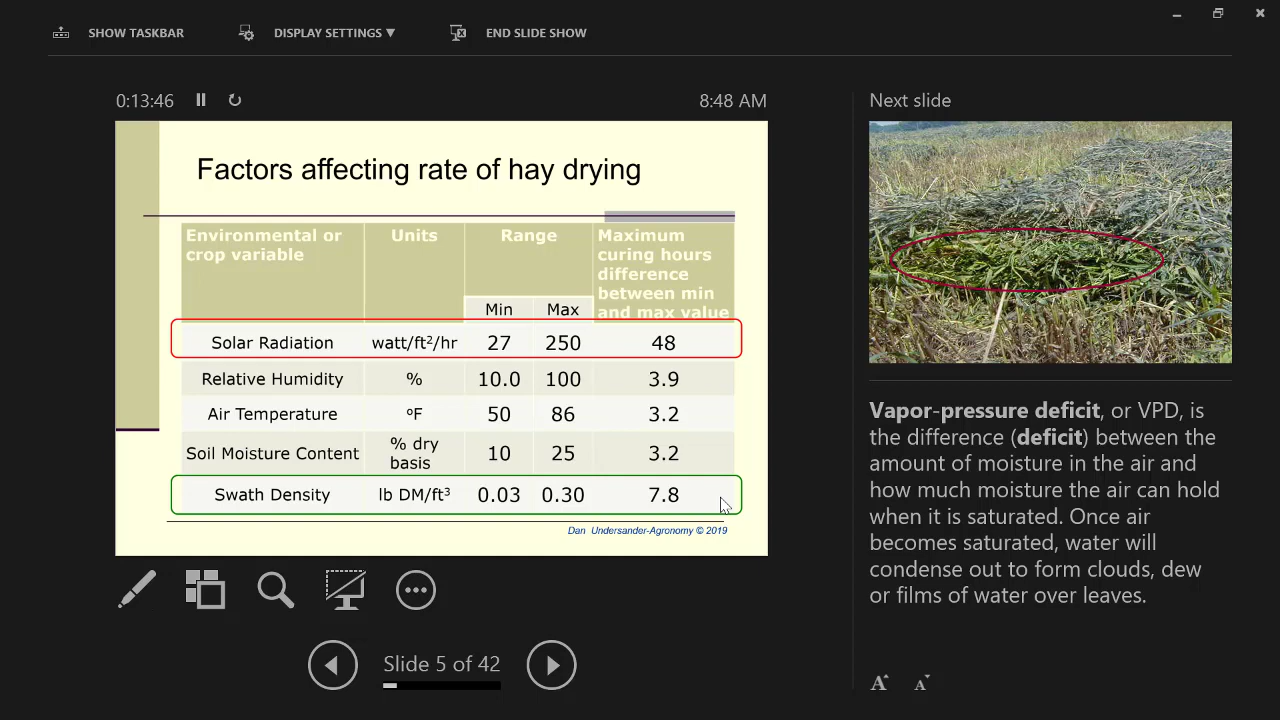 SHOW TASKBAR
DISPLAY SETTINGS ▼
END SLIDE SHOW
0:13:46
8:48 AM
Factors affecting rate of hay drying
Environmental or
crop variable
Units
Range
Maximum
curing hours
difference
between min
and max value
Min Max
Solar Radiation watt/ft²/hr 27 250 48
Relative Humidity % 10.0 100 3.9
Air Temperature ºF 50 86 3.2
Soil Moisture Content % dry
basis 10 25 3.2
Swath Density lb DM/ft³ 0.03 0.30 7.8
Dan Undersander-Agronomy © 2019
Slide 5 of 42
Next slide
Vapor-pressure deficit, or VPD, is
the difference (deficit) between the
amount of moisture in the air and
how much moisture the air can hold
when it is saturated. Once air
becomes saturated, water will
condense out to form clouds, dew
or films of water over leaves.
A A